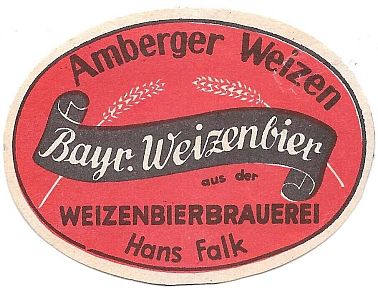 Amberger Weizen
Bayr. Weizenbier
aus der
WEIZENBIERBRAUEREI
Hans Falk